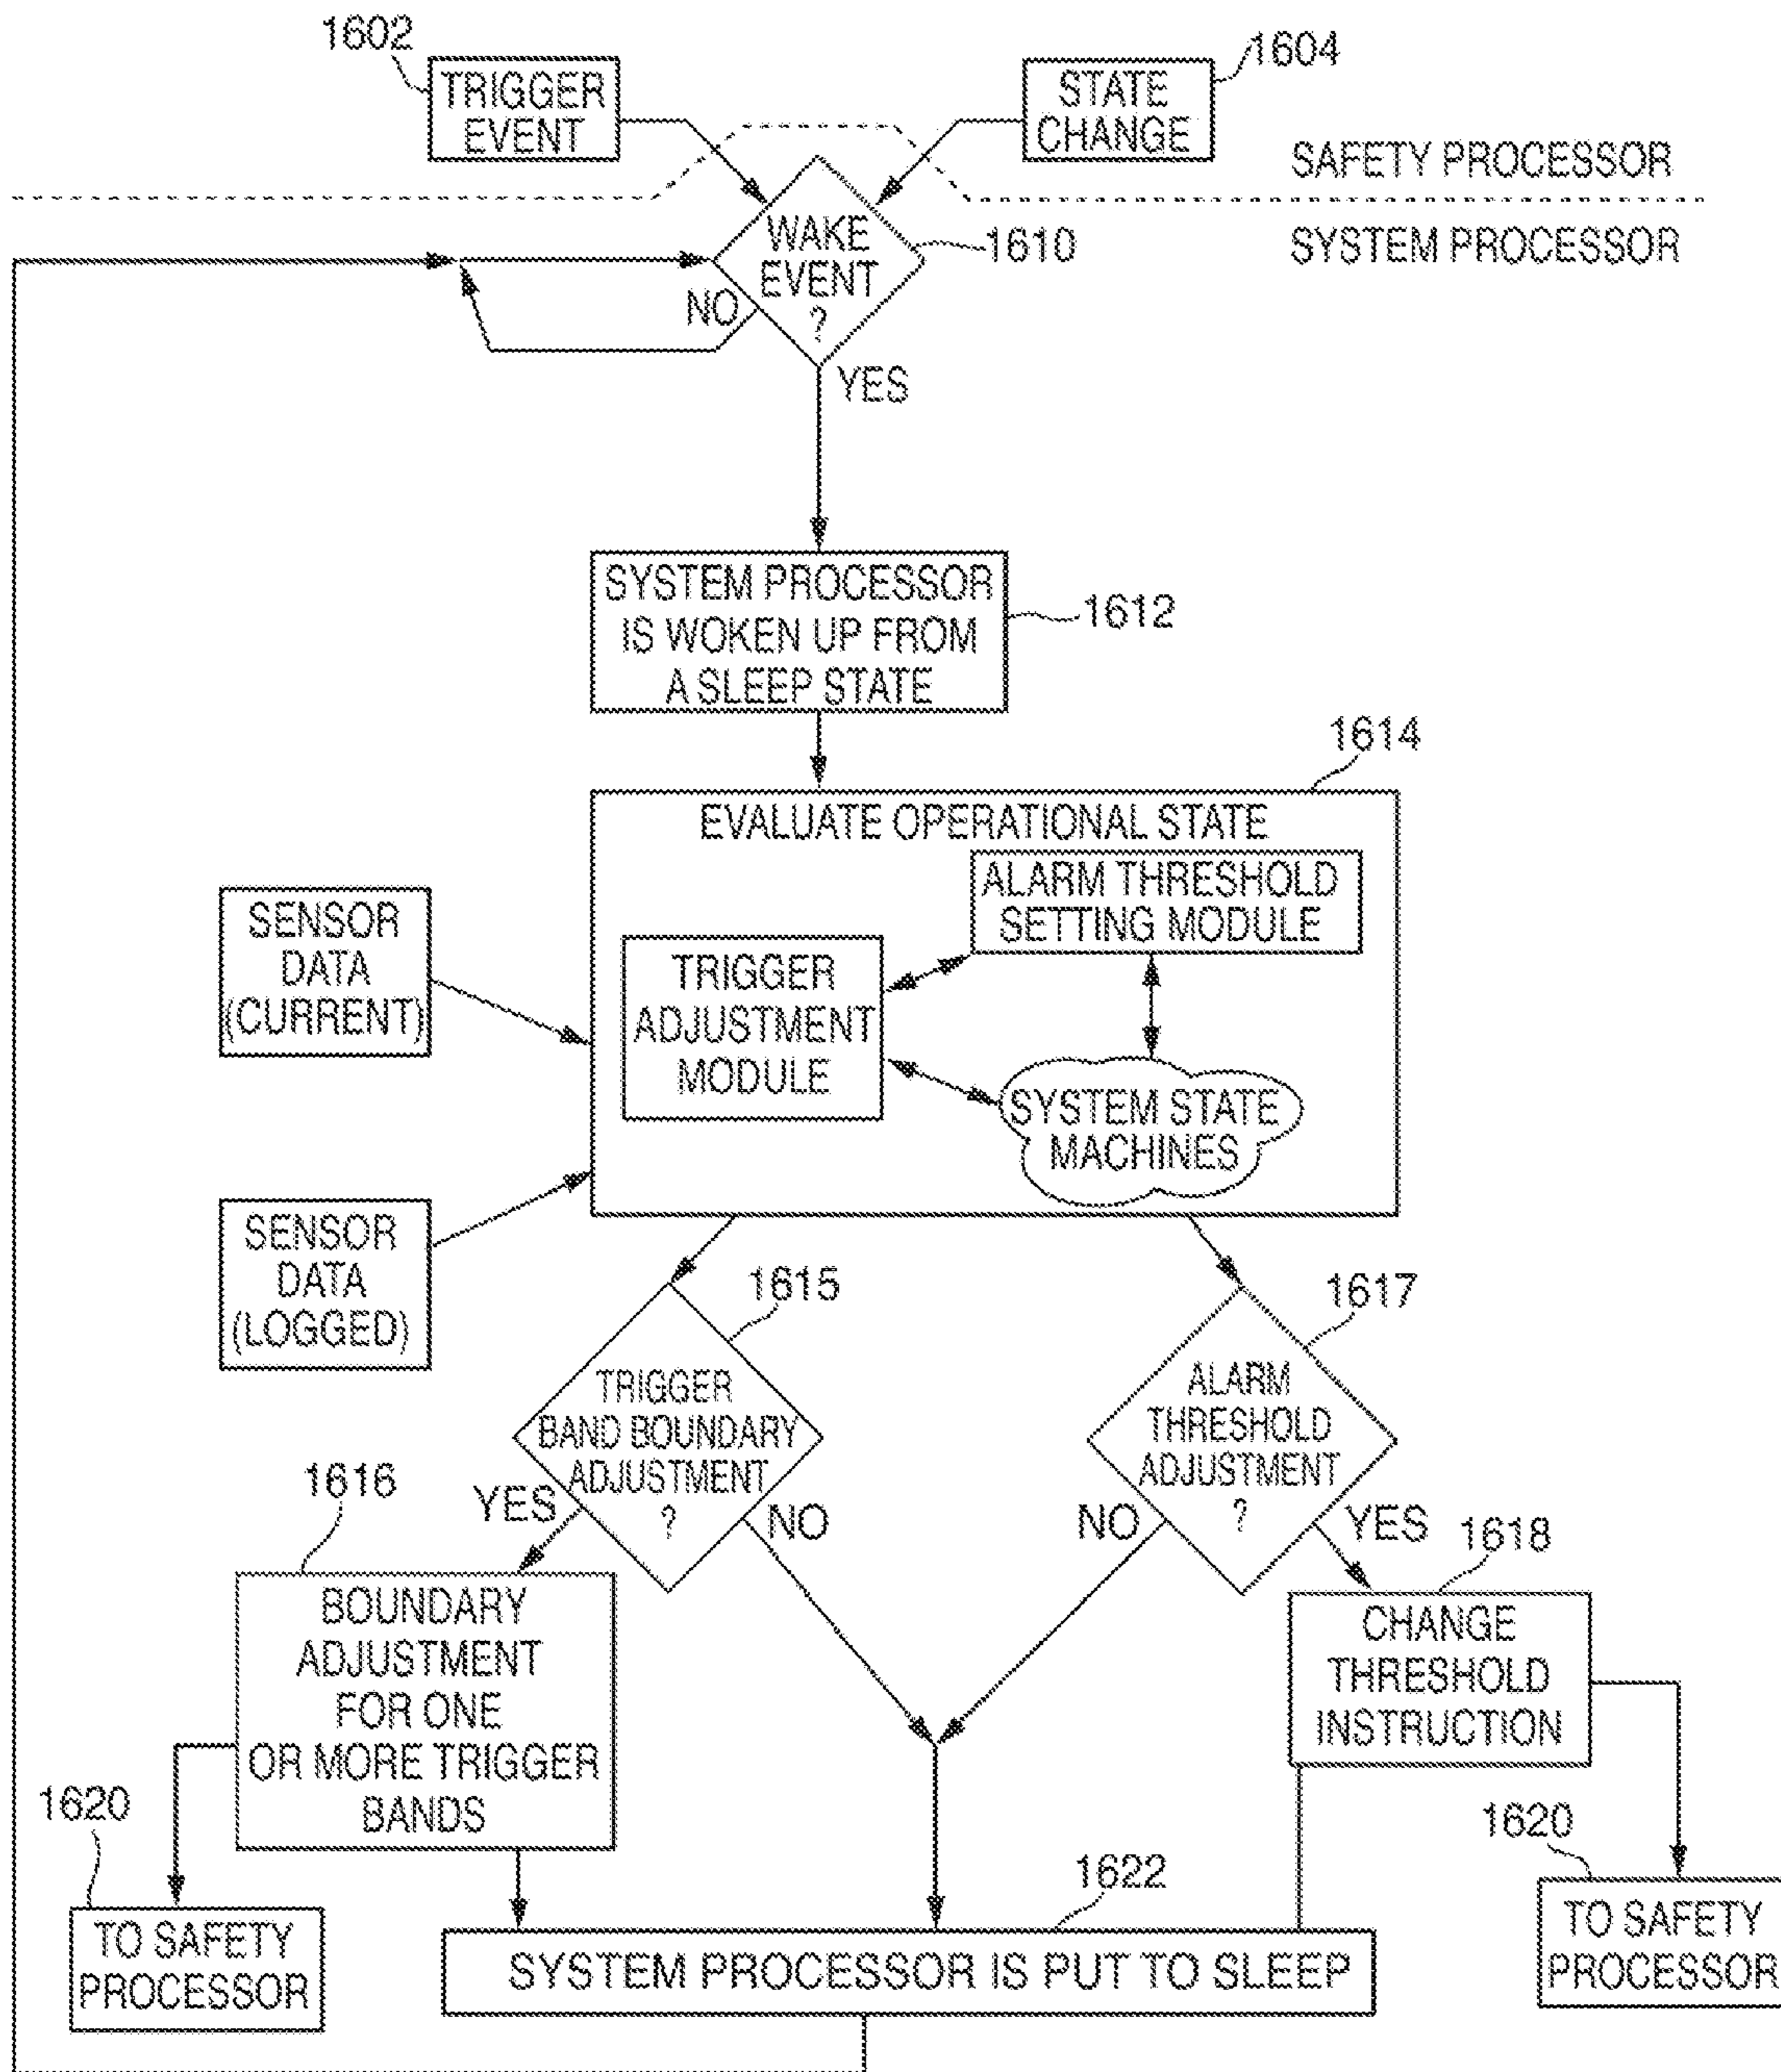 1602
TRIGGER
EVENT
1604
STATE
CHANGE
SAFETY PROCESSOR
SYSTEM PROCESSOR
WAKE
EVENT
?
1610
NO
YES
SYSTEM PROCESSOR
IS WOKEN UP FROM
A SLEEP STATE
1612
1614
EVALUATE OPERATIONAL STATE
ALARM THRESHOLD
SETTING MODULE
TRIGGER
ADJUSTMENT
MODULE
SYSTEM STATE
MACHINES
SENSOR
DATA
(CURRENT)
SENSOR
DATA
(LOGGED)
1615
TRIGGER
BAND BOUNDARY
ADJUSTMENT
?
YES
NO
1617
ALARM
THRESHOLD
ADJUSTMENT
?
NO
YES
1616
BOUNDARY
ADJUSTMENT
FOR ONE
OR MORE TRIGGER
BANDS
1618
CHANGE
THRESHOLD
INSTRUCTION
1620
TO SAFETY
PROCESSOR
1622
SYSTEM PROCESSOR IS PUT TO SLEEP
1620
TO SAFETY
PROCESSOR